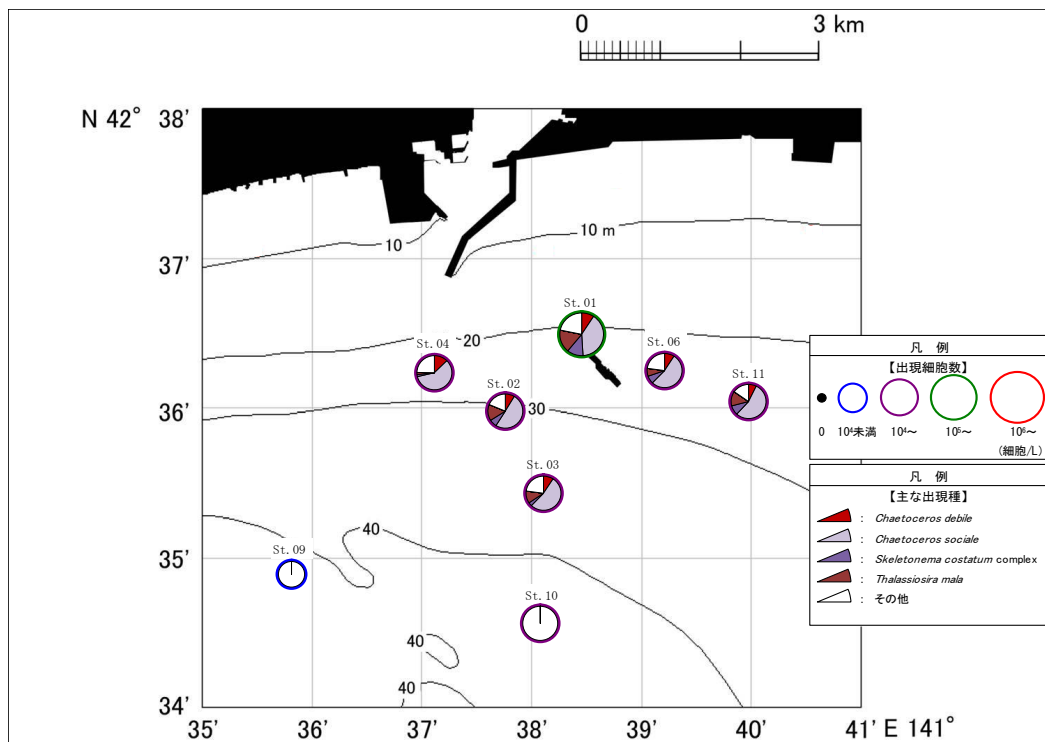 0 3 km
N 42° 38'
10
10 m
37'
St. 01
20
St. 04
St. 06
St. 11
St. 02
36'
30
St. 03
40
St. 09
35'
St. 10
40
40
34'
35' 36' 37' 38' 39' 40' 41' E 141°
凡 例
【出現細胞数】
0 10⁴未満 10⁴~ 10⁵~ 10⁶~
(細胞/L)
凡 例
【主な出現種】
: Chaetoceros debile
: Chaetoceros sociale
: Skeletonema costatum complex
: Thalassiosira mala
: その他